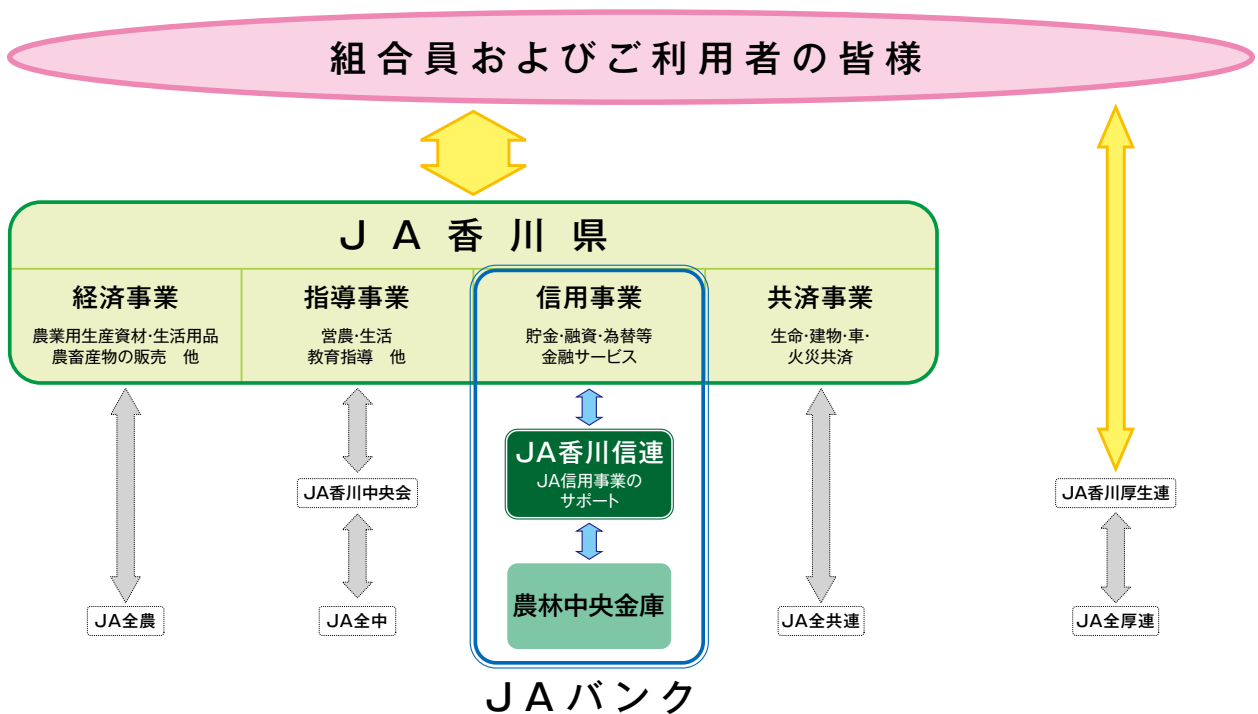 組合員およびご利用者の皆様
JA香川県
経済事業
農業用生産資材・生活用品
農畜産物の販売　他
指導事業
営農・生活
教育指導　他
信用事業
貯金・融資・為替等
金融サービス
共済事業
生命・建物・車・
火災共済
JA香川信連
JA信用事業の
サポート
JA香川中央会
JA香川厚生連
農林中央金庫
JA全農
JA全中
JA全共連
JA全厚連
JAバンク